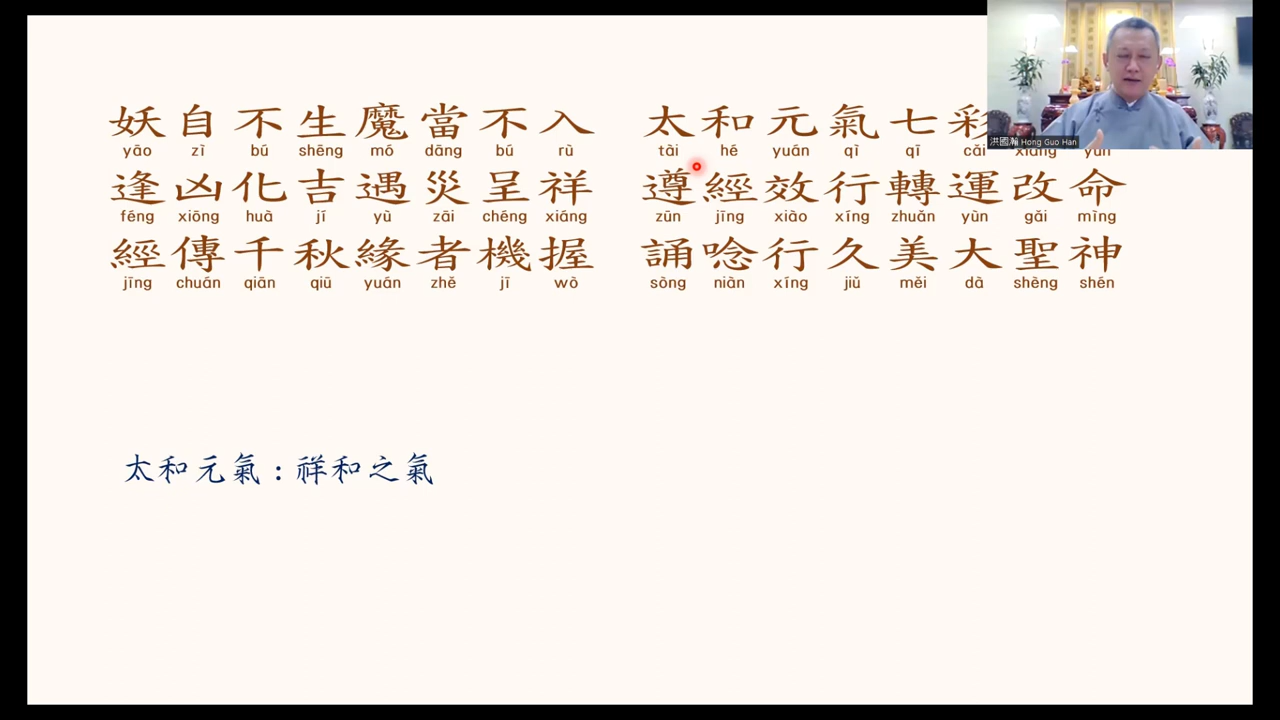 妖自不生魔當不入 太和元氣七彩
yāo zì bú shēng mó dāng bú rù tài hé yuán qì qī cǎi xiáng yún
逢凶化吉遇災呈祥 遵經效行轉運改命
féng xiōng huà jí yù zāi chéng xiáng zūn jīng xiào xíng zhuǎn yùn gǎi mìng
經傳千秋緣者機握 誦唸行久美大聖神
jīng chuán qiān qiū yuán zhě jī wò sòng niàn xíng jiǔ měi dà shèng shén
太和元氣：祥和之氣
洪國瀚 Hong Guo Han